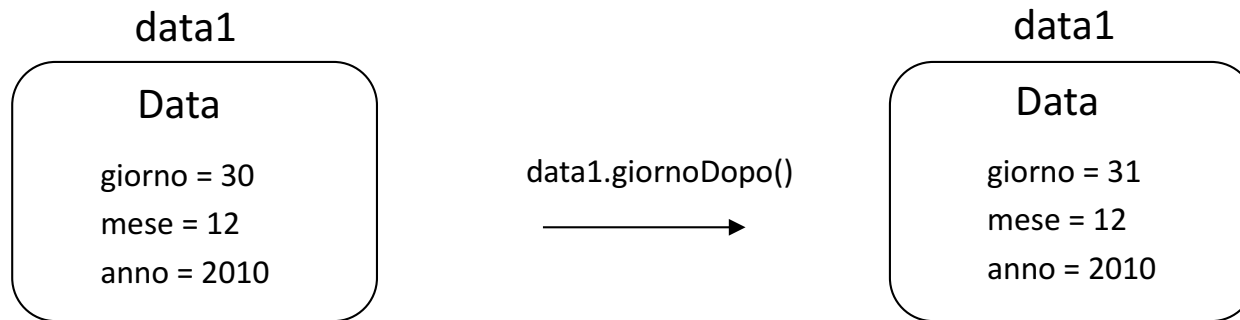 data1
Data
giorno = 30
mese = 12
anno = 2010
data1.giornoDopo()
data1
Data
giorno = 31
mese = 12
anno = 2010